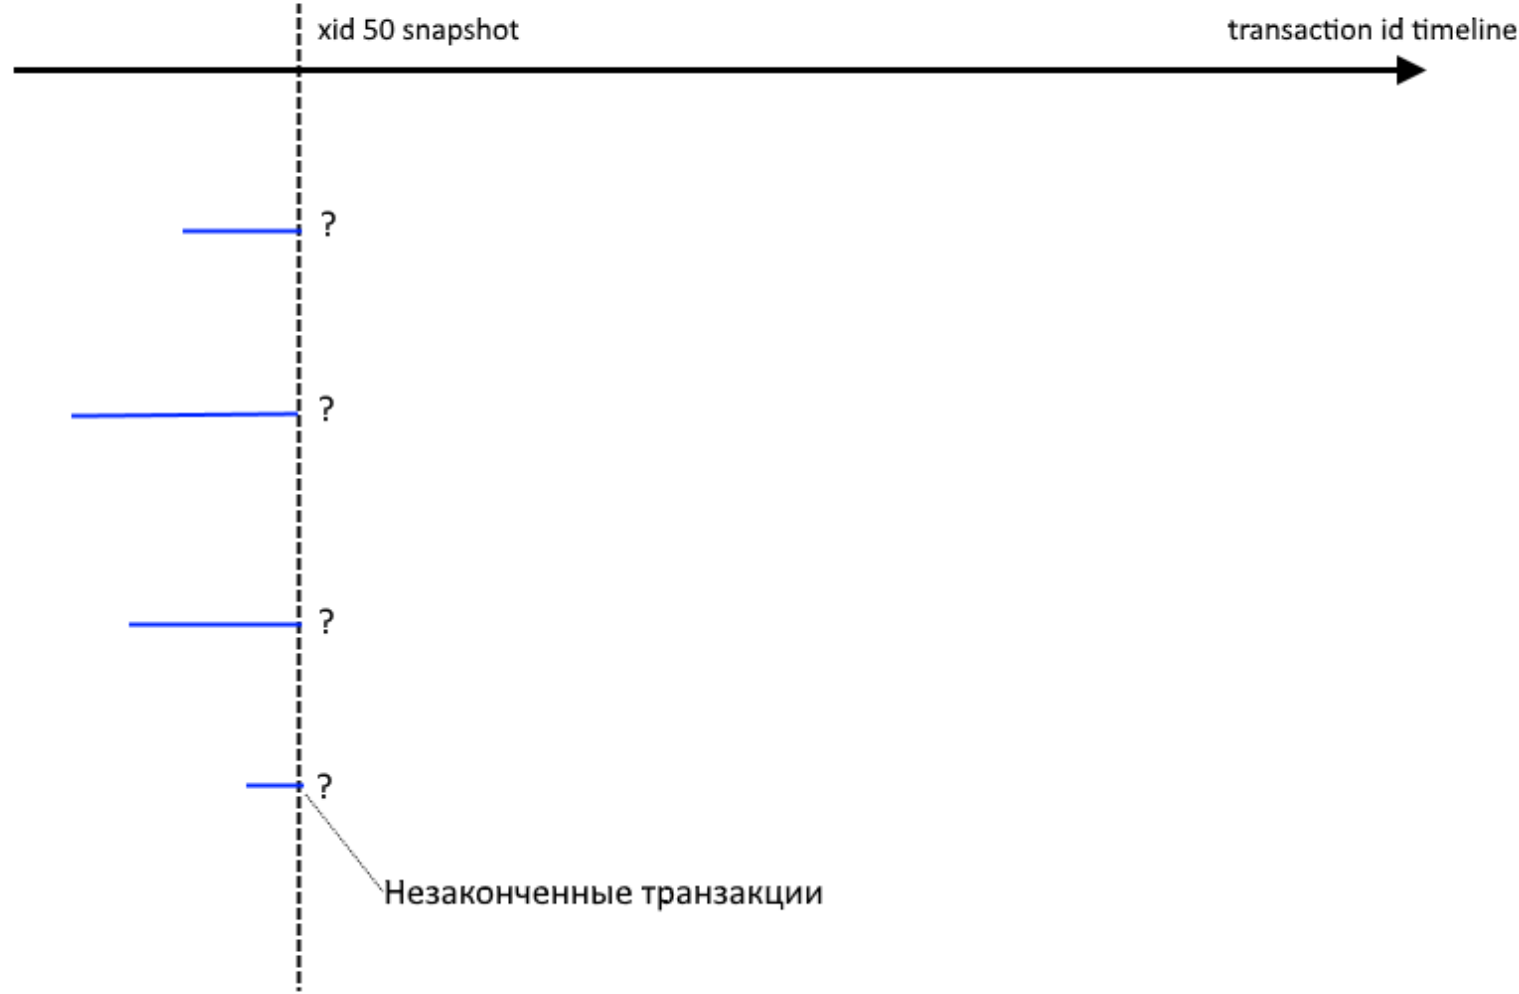 xid 50 snapshot
transaction id timeline
?
?
?
?
Незаконченные транзакции